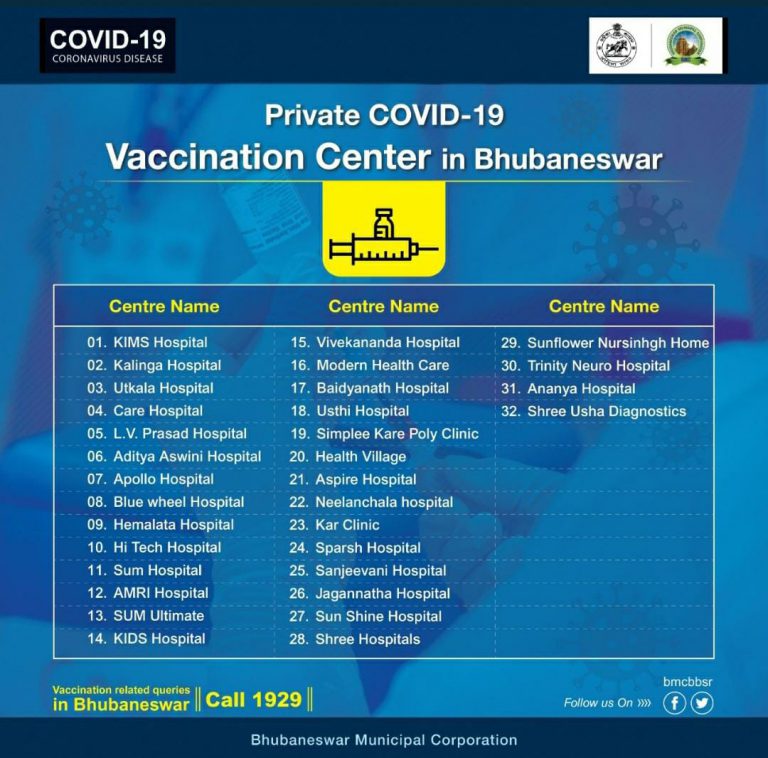 COVID-19
CORONAVIRUS DISEASE
Private COVID-19
Vaccination Center in Bhubaneswar
Centre Name
01. KIMS Hospital
02. Kalinga Hospital
03. Utkala Hospital
04. Care Hospital
05. L.V. Prasad Hospital
06. Aditya Aswini Hospital
07. Apollo Hospital
08. Blue wheel Hospital
09. Hemalata Hospital
10. Hi Tech Hospital
11. Sum Hospital
12. AMRI Hospital
13. SUM Ultimate
14. KIDS Hospital
Centre Name
15. Vivekananda Hospital
16. Modern Health Care
17. Baidyanath Hospital
18. Usthi Hospital
19. Simplee Kare Poly Clinic
20. Health Village
21. Aspire Hospital
22. Neelanchala hospital
23. Kar Clinic
24. Sparsh Hospital
25. Sanjeevani Hospital
26. Jagannatha Hospital
27. Sun Shine Hospital
28. Shree Hospitals
Centre Name
29. Sunflower Nursinhgh Home
30. Trinity Neuro Hospital
31. Ananya Hospital
32. Shree Usha Diagnostics
Vaccination related queries
in Bhubaneswar || Call 1929 ||
bmcbbsr
Follow us On »»
Bhubaneswar Municipal Corporation